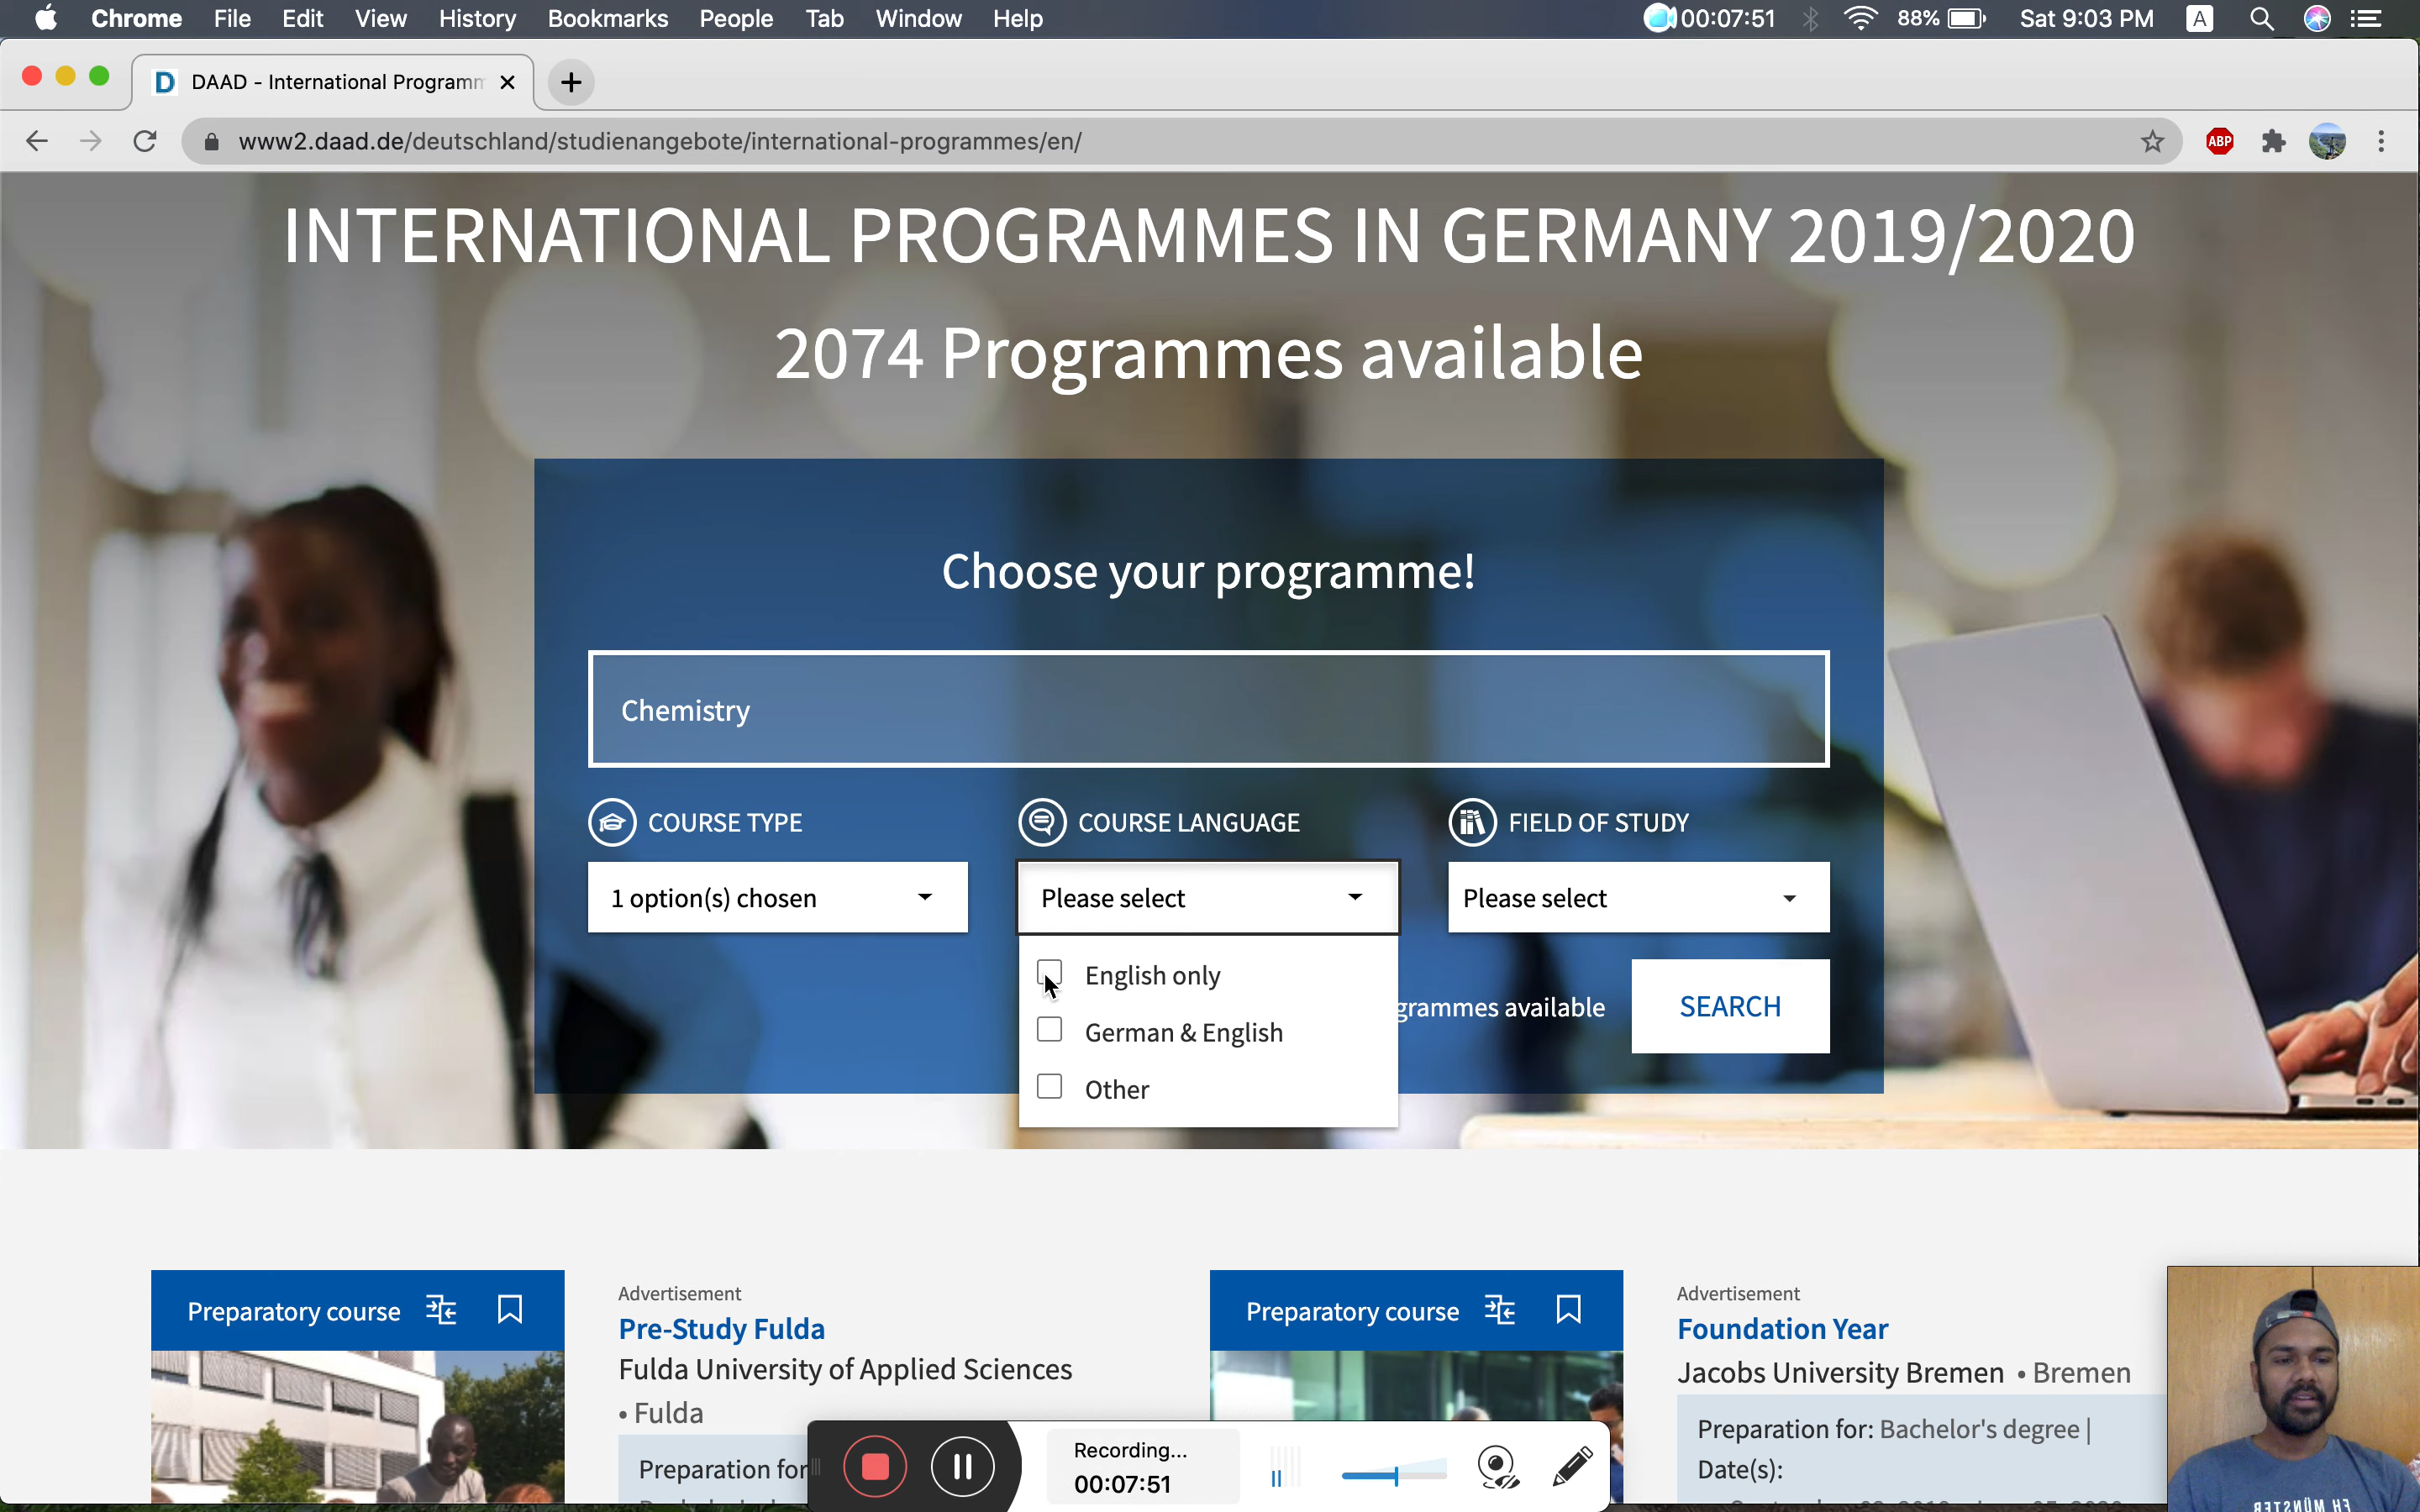 Chrome File Edit View History Bookmarks People Tab Window Help 00:07:51 88% Sat 9:03 PM A
D DAAD - International Programm
www2.daad.de/deutschland/studienangebote/international-programmes/en/
ABP
INTERNATIONAL PROGRAMMES IN GERMANY 2019/2020
2074 Programmes available
Choose your programme!
Chemistry
COURSE TYPE
COURSE LANGUAGE
FIELD OF STUDY
1 option(s) chosen
Please select
Please select
English only
German & English
Other
grammes available
SEARCH
Preparatory course
Advertisement
Pre-Study Fulda
Fulda University of Applied Sciences
• Fulda
Preparation for
Preparatory course
Advertisement
Foundation Year
Jacobs University Bremen • Bremen
Preparation for: Bachelor's degree |
Date(s):
Recording...
00:07:51
FH MÜNSTER